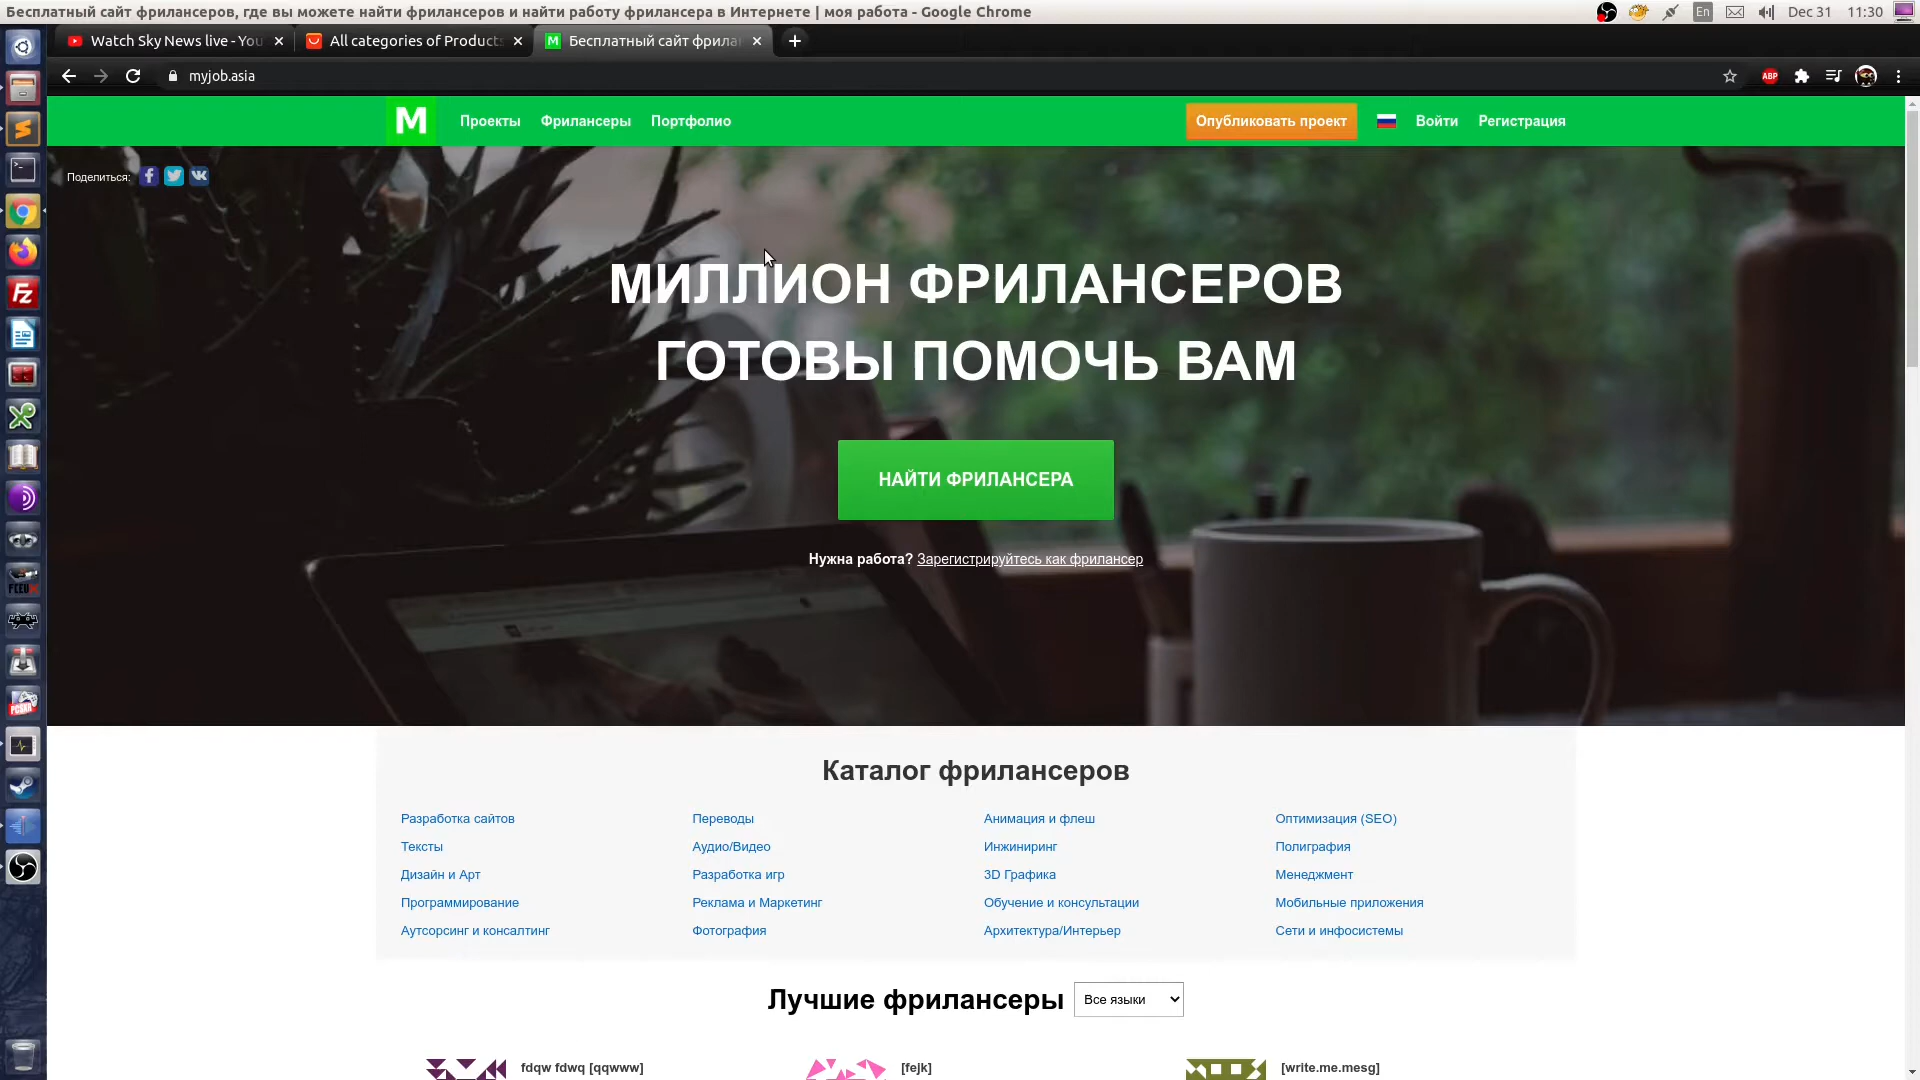 Бесплатный сайт фрилансеров, где вы можете найти фрилансеров и найти работу фрилансера в Интернете | моя работа - Google Chrome
En
Dec 31 11:30
Watch Sky News live - You
All categories of Products
Бесплатный сайт фрила
myjob.asia
ABP
M
Проекты Фрилансеры Портфолио
Опубликовать проект
Войти Регистрация
Поделиться:
МИЛЛИОН ФРИЛАНСЕРОВ
ГОТОВЫ ПОМОЧЬ ВАМ
НАЙТИ ФРИЛАНСЕРА
Нужна работа? Зарегистрируйтесь как фрилансер
Каталог фрилансеров
Разработка сайтов Переводы Анимация и флеш Оптимизация (SEO)
Тексты Аудио/Видео Инжиниринг Полиграфия
Дизайн и Арт Разработка игр 3D Графика Менеджмент
Программирование Реклама и Маркетинг Обучение и консультации Мобильные приложения
Аутсорсинг и консалтинг Фотография Архитектура/Интерьер Сети и инфосистемы
Лучшие фрилансеры Все языки
fdqw fdwq [qqwww] [fejk] [write.me.mesg]